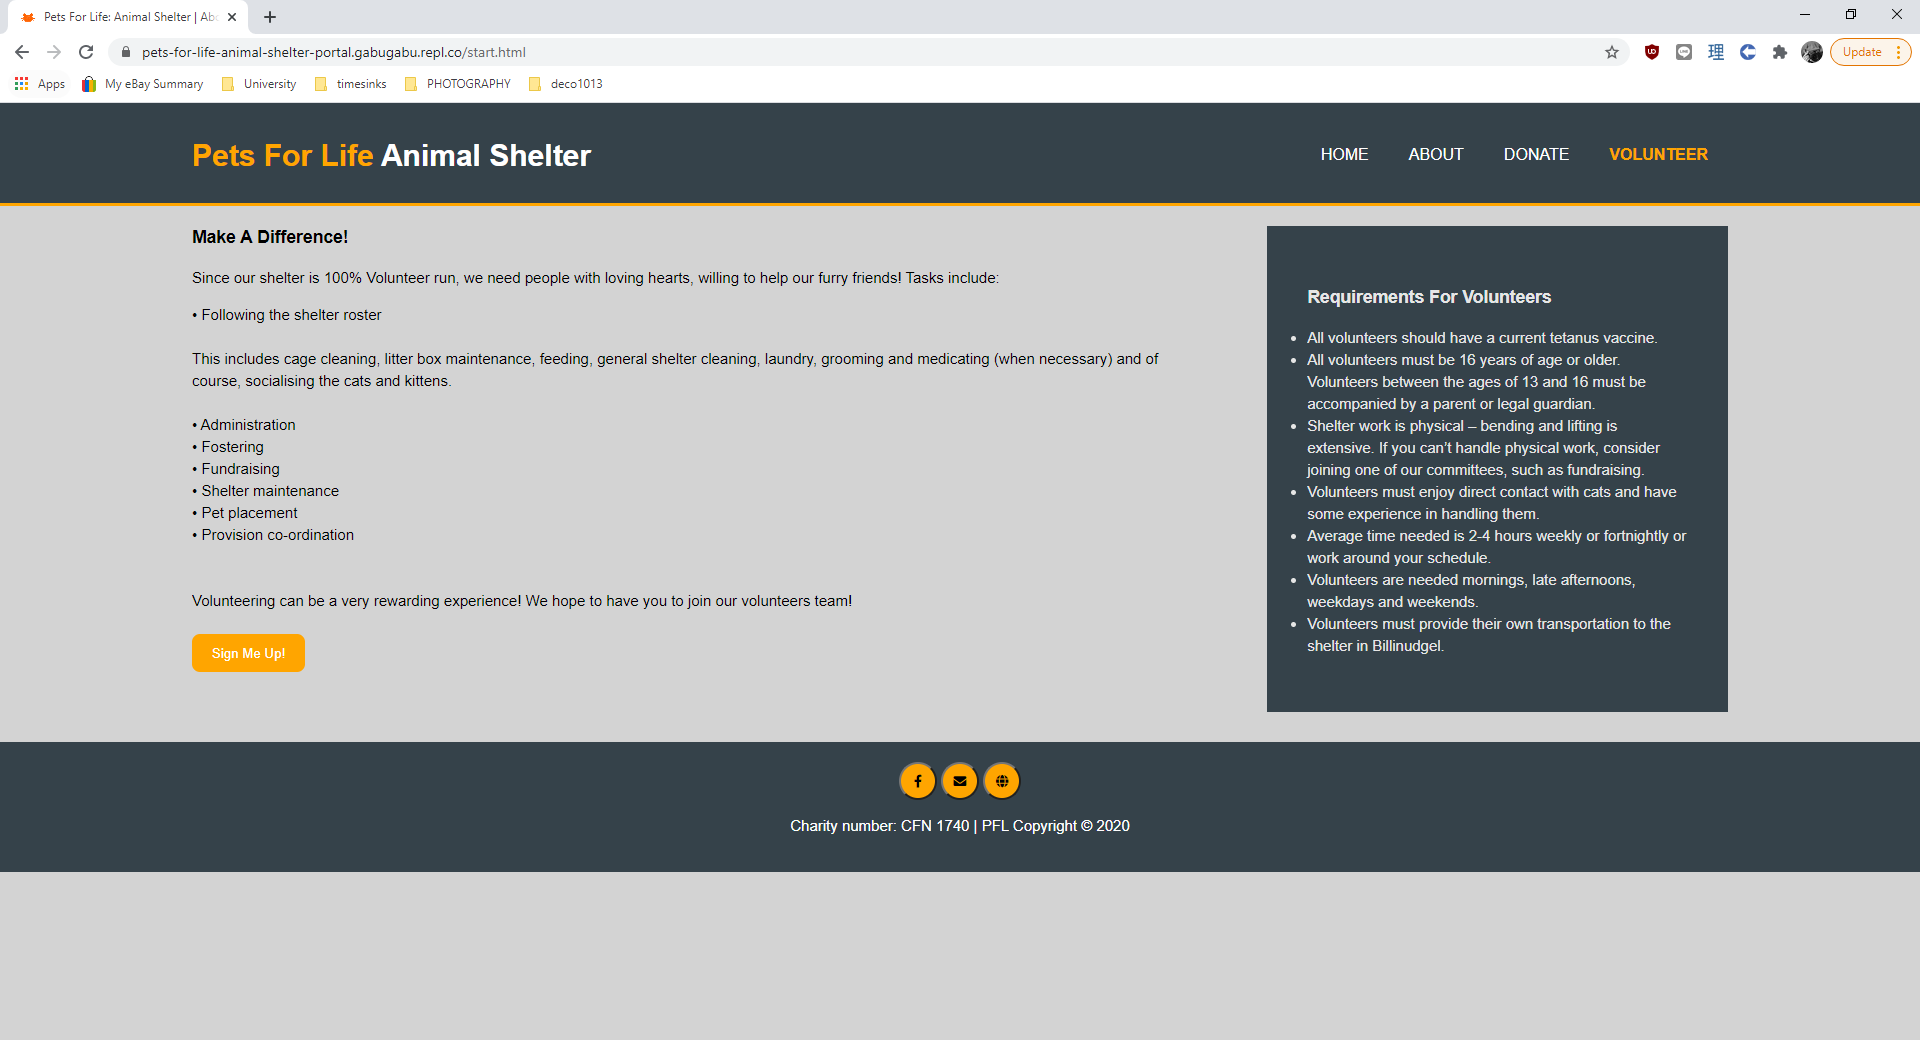 Pets For Life: Animal Shelter | Abo
pets-for-life-animal-shelter-portal.gabugabu.repl.co/start.html
理
Update
Apps
My eBay Summary
University
timesinks
PHOTOGRAPHY
deco1013
Pets For Life Animal Shelter
HOME
ABOUT
DONATE
VOLUNTEER
Make A Difference!
Since our shelter is 100% Volunteer run, we need people with loving hearts, willing to help our furry friends! Tasks include:
• Following the shelter roster
This includes cage cleaning, litter box maintenance, feeding, general shelter cleaning, laundry, grooming and medicating (when necessary) and of
course, socialising the cats and kittens.
• Administration
• Fostering
• Fundraising
• Shelter maintenance
• Pet placement
• Provision co-ordination
Volunteering can be a very rewarding experience! We hope to have you to join our volunteers team!
Sign Me Up!
Requirements For Volunteers
• All volunteers should have a current tetanus vaccine.
• All volunteers must be 16 years of age or older.
Volunteers between the ages of 13 and 16 must be
accompanied by a parent or legal guardian.
• Shelter work is physical – bending and lifting is
extensive. If you can’t handle physical work, consider
joining one of our committees, such as fundraising.
• Volunteers must enjoy direct contact with cats and have
some experience in handling them.
• Average time needed is 2-4 hours weekly or fortnightly or
work around your schedule.
• Volunteers are needed mornings, late afternoons,
weekdays and weekends.
• Volunteers must provide their own transportation to the
shelter in Billinudgel.
Charity number: CFN 1740 | PFL Copyright © 2020